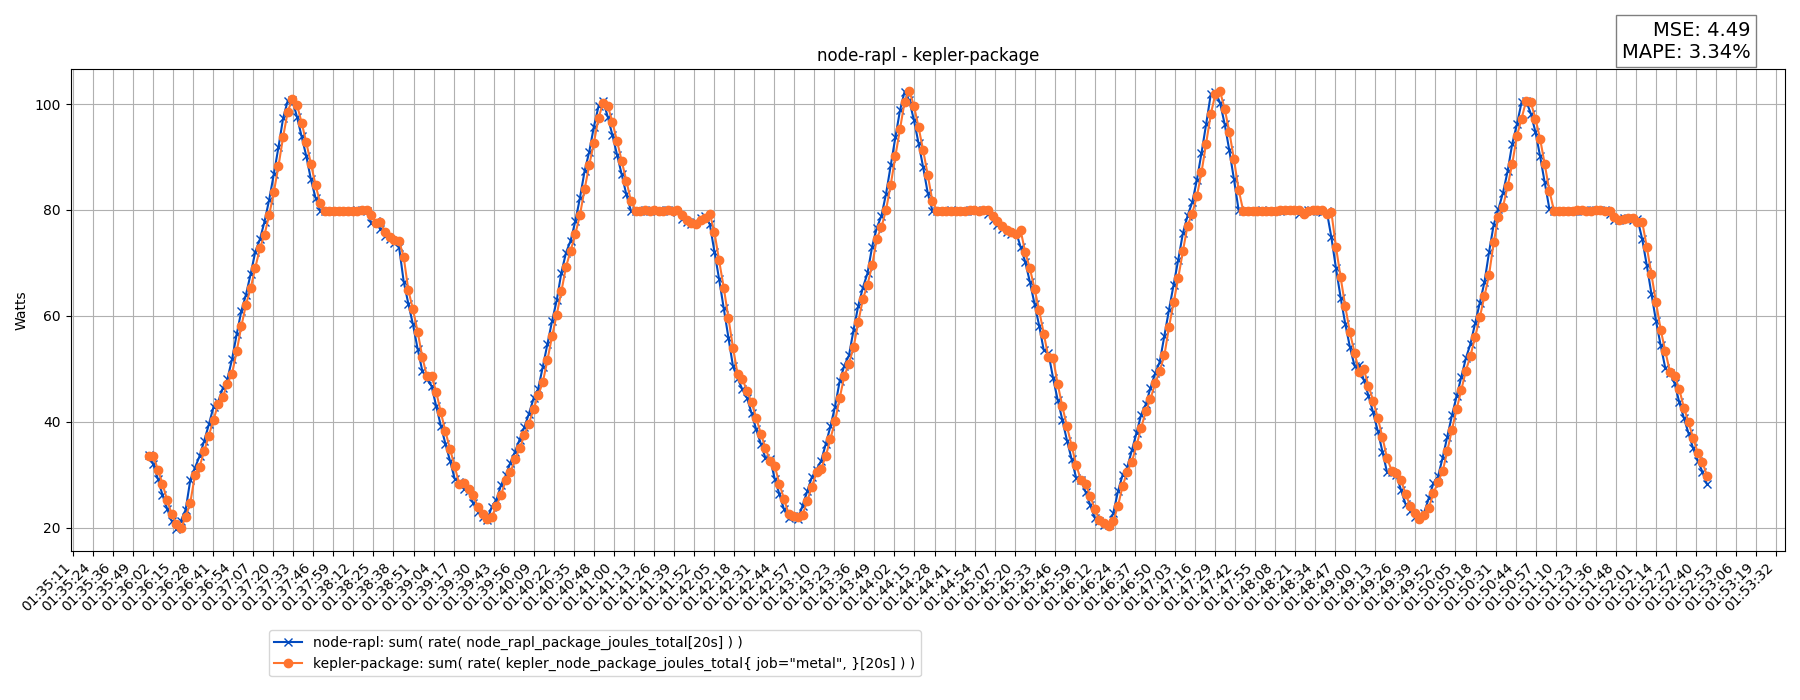 MSE: 4.49
MAPE: 3.34%
node-rapl - kepler-package
Watts
100
80
60
40
20
01:35:11 01:35:24 01:35:36 01:35:49 01:36:02 01:36:15 01:36:28 01:36:41 01:36:54 01:37:07 01:37:20 01:37:33 01:37:46 01:37:59 01:38:12 01:38:25 01:38:38 01:38:51 01:39:04 01:39:17 01:39:30 01:39:43 01:39:56 01:40:09 01:40:22 01:40:35 01:40:48 01:41:00 01:41:13 01:41:26 01:41:39 01:41:52 01:42:05 01:42:18 01:42:31 01:42:44 01:42:57 01:43:10 01:43:23 01:43:36 01:43:49 01:44:02 01:44:15 01:44:28 01:44:41 01:44:54 01:45:07 01:45:20 01:45:33 01:45:46 01:45:59 01:46:12 01:46:24 01:46:37 01:46:50 01:47:03 01:47:16 01:47:29 01:47:42 01:47:55 01:48:08 01:48:21 01:48:34 01:48:47 01:49:00 01:49:13 01:49:26 01:49:39 01:49:52 01:50:05 01:50:18 01:50:31 01:50:44 01:50:57 01:51:10 01:51:23 01:51:36 01:51:48 01:52:01 01:52:14 01:52:27 01:52:40 01:52:53 01:53:06 01:53:19 01:53:32
node-rapl: sum( rate( node_rapl_package_joules_total[20s] ) )
kepler-package: sum( rate( kepler_node_package_joules_total{ job="metal", }[20s] ) )